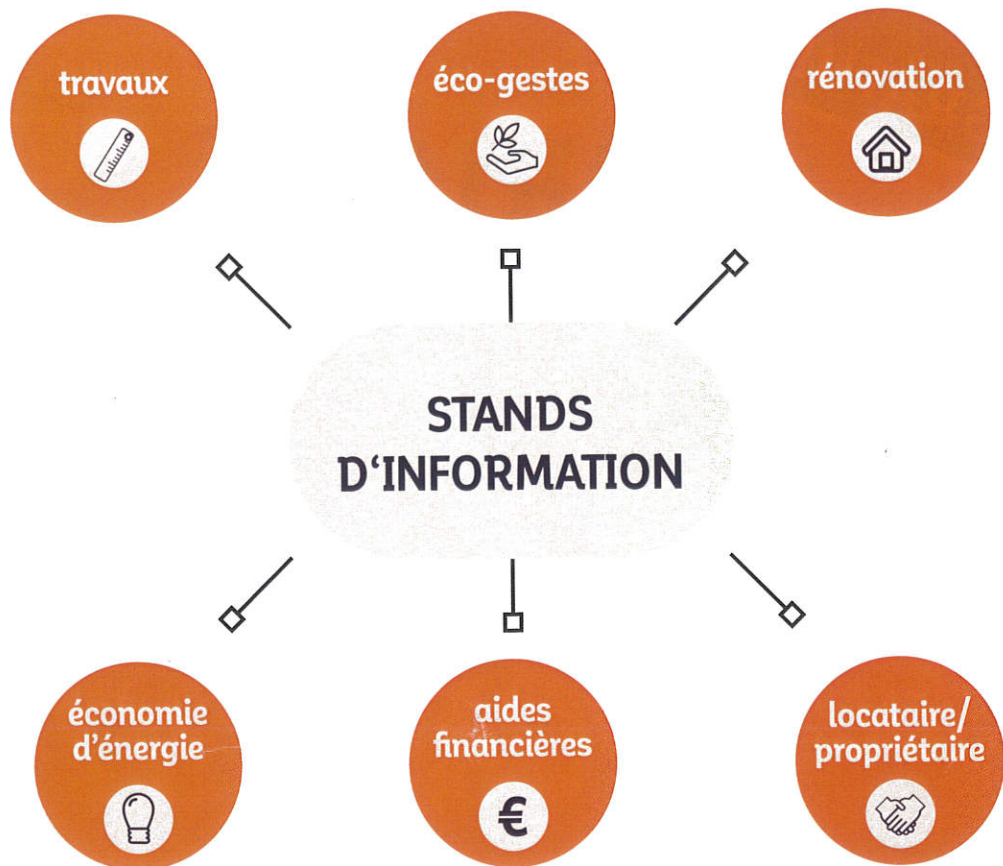 travaux
éco-gestes
rénovation
STANDS
D‘INFORMATION
économie
d’énergie
aides
financières
€
locataire/
propriétaire